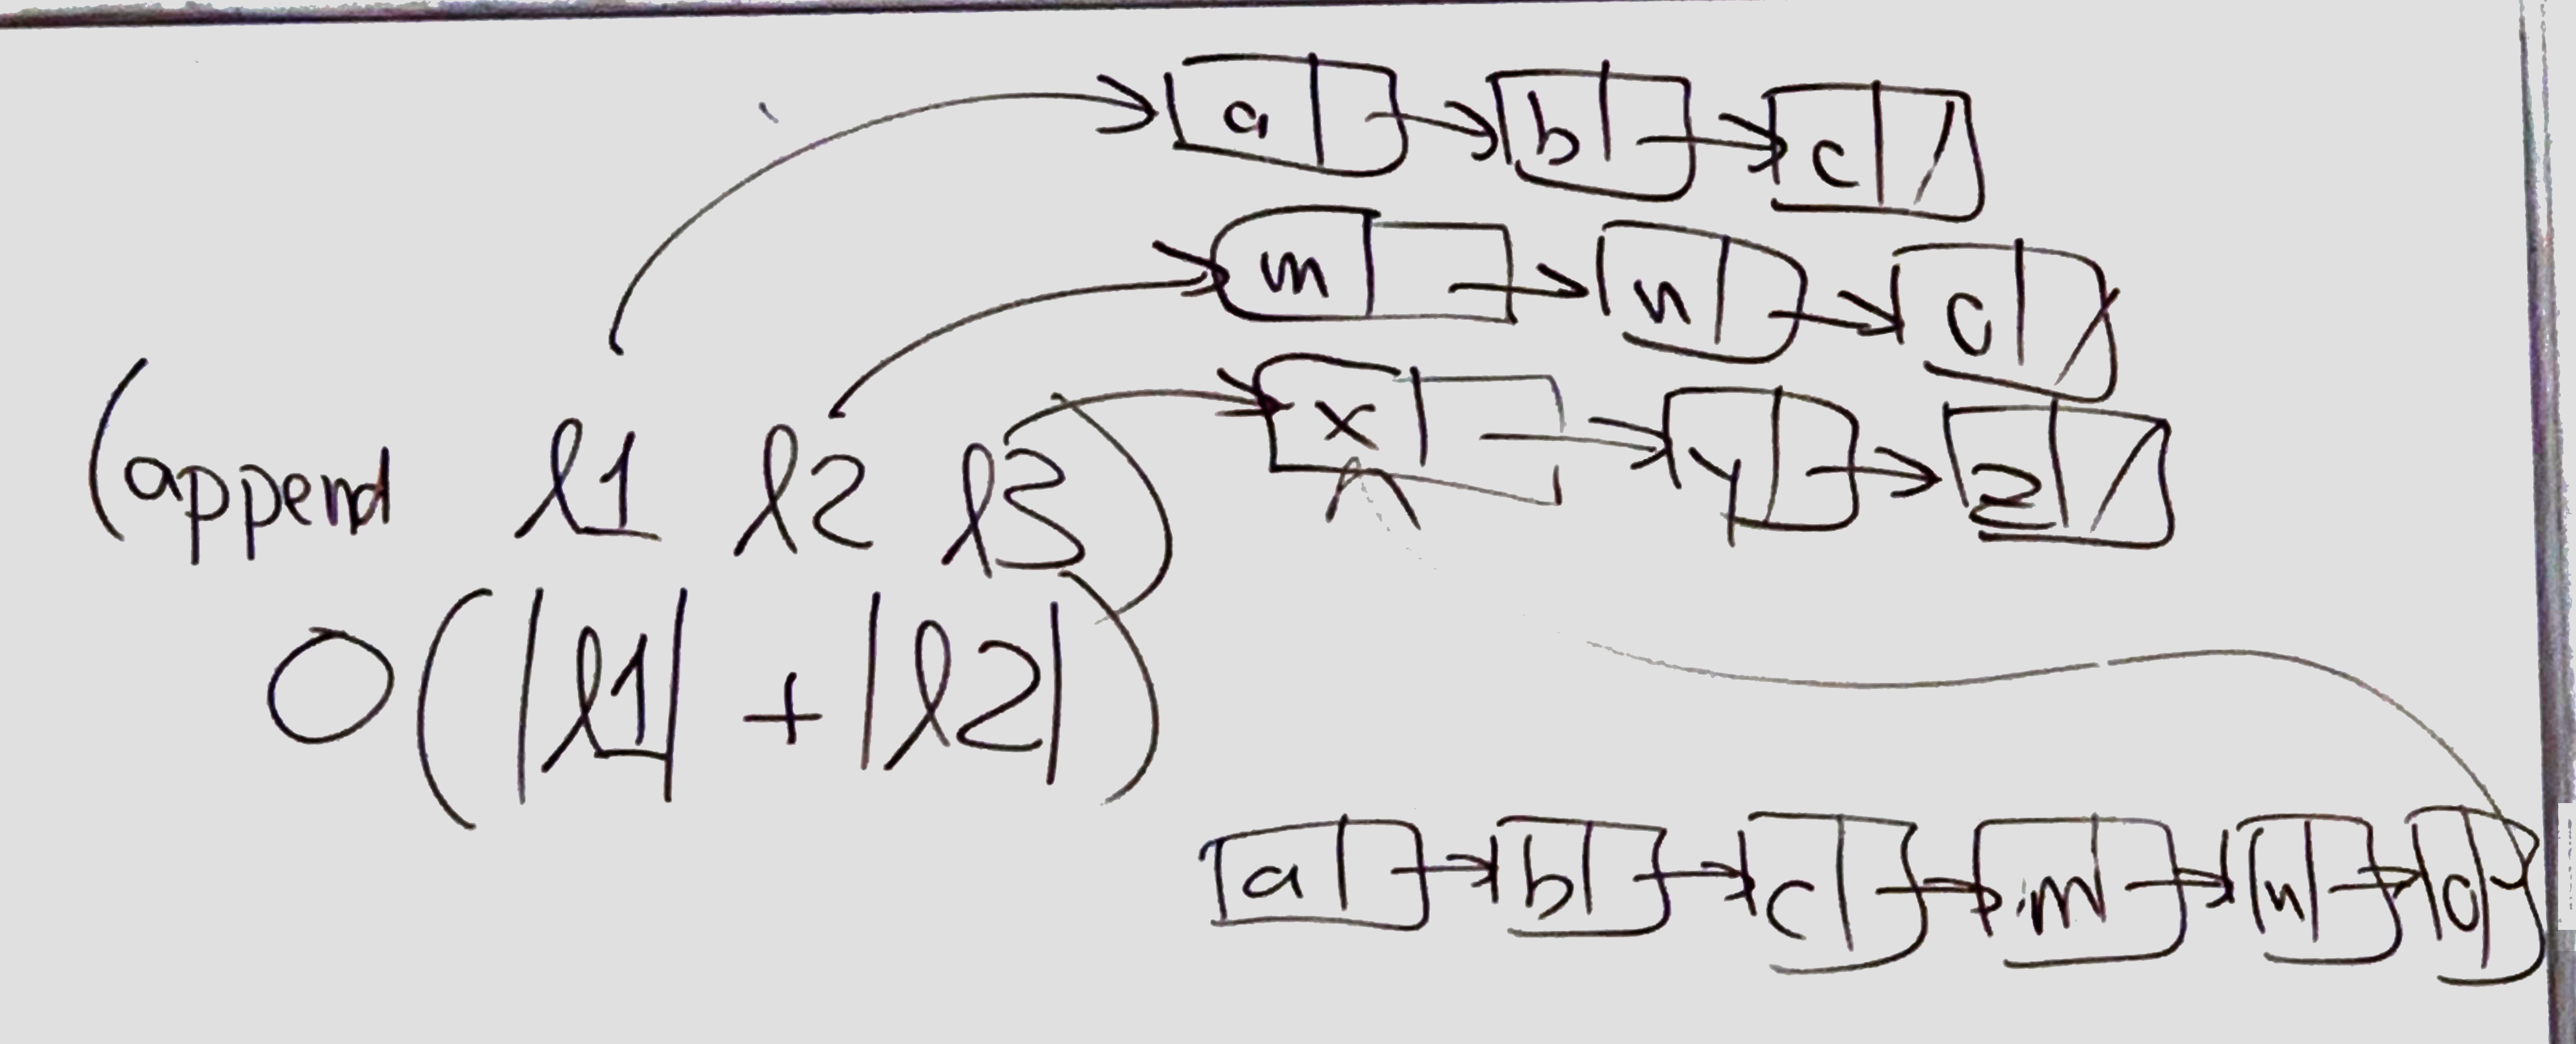 a b c /
m n o /
x y z /
(append l1 l2 l3)
O(|l1| + |l2|)
a b c m n o